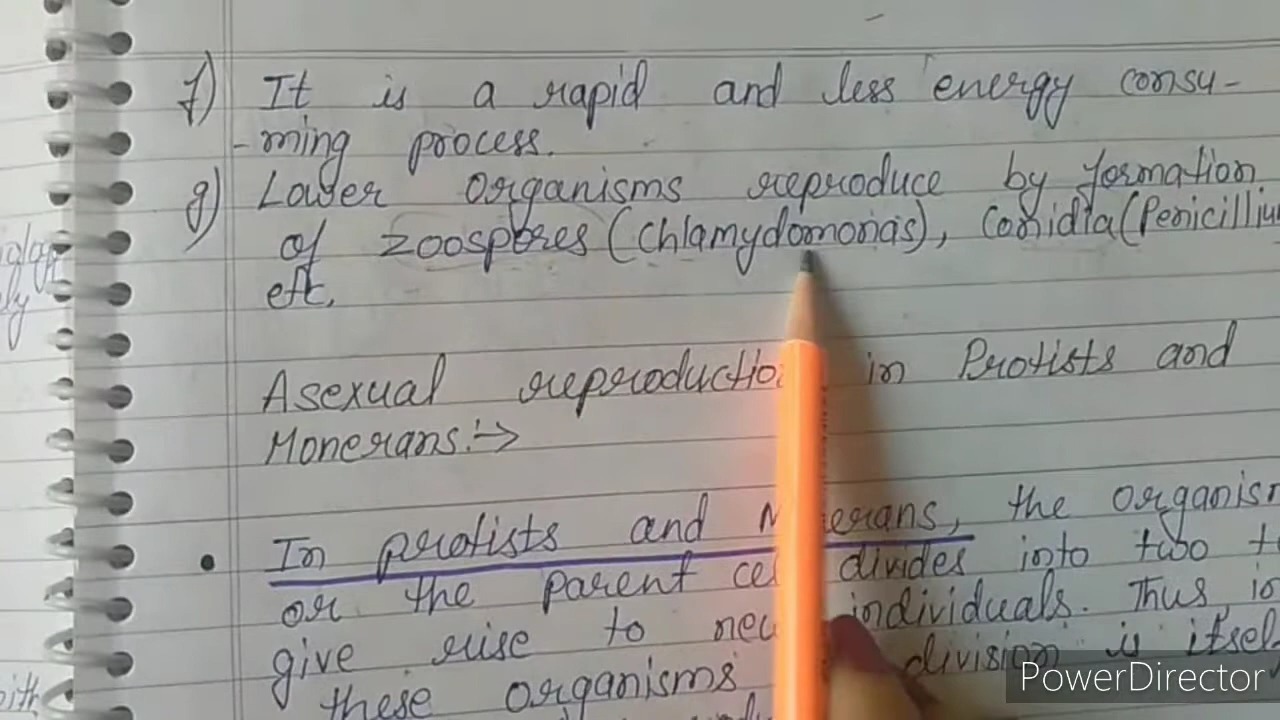 f) It is a rapid and less energy consu-
-ming process.
g) Lower organisms reproduce by formation
of zoospores (Chlamydomonas), Conidia (Penicillium
etc.
Asexual reproduction in Protists and
Monerans:->
• In protists and Monerans, the organism
or the parent cell divides into two to
give rise to new individuals. Thus, in
these organisms division is itself
PowerDirector